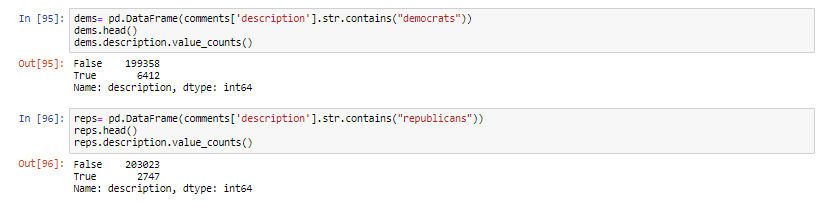 In [95]: dems= pd.DataFrame(comments['description'].str.contains("democrats"))
dems.head()
dems.description.value_counts()
Out[95]: False    199358
True       6412
Name: description, dtype: int64
In [96]: reps= pd.DataFrame(comments['description'].str.contains("republicans"))
reps.head()
reps.description.value_counts()
Out[96]: False    203023
True       2747
Name: description, dtype: int64